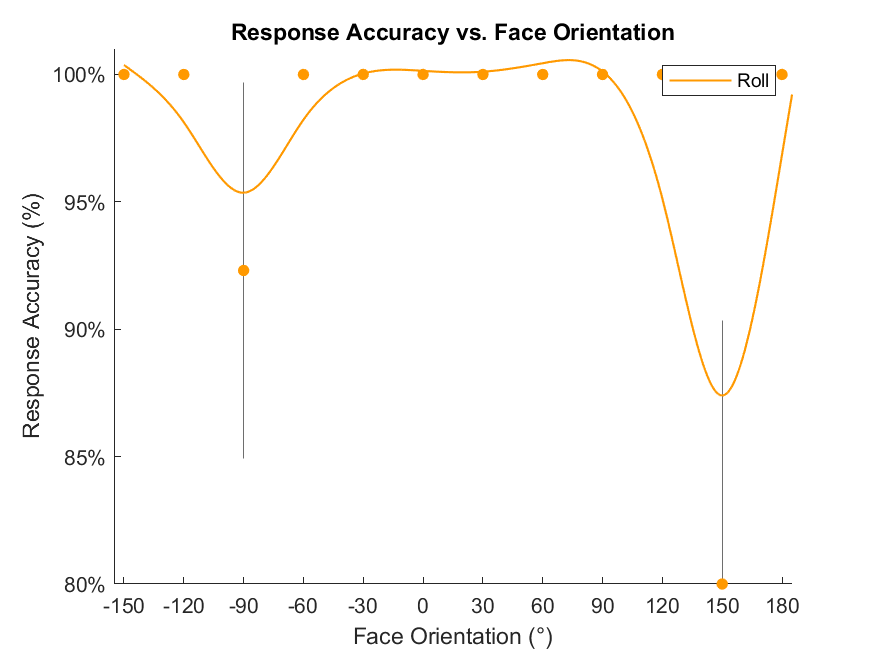 Response Accuracy vs. Face Orientation
100%
95%
90%
85%
80%
Response Accuracy (%)
Roll
-150 -120 -90 -60 -30 0 30 60 90 120 150 180
Face Orientation (°)